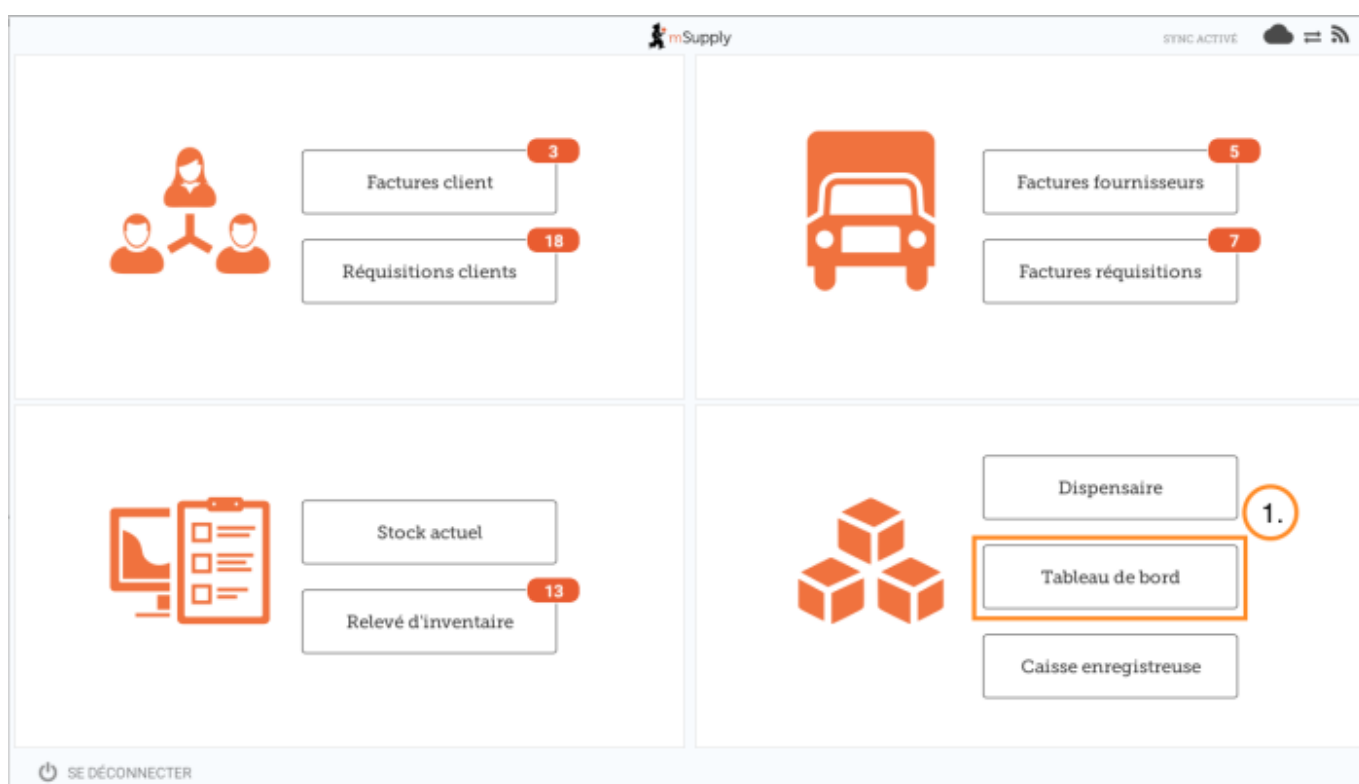 mSupply
SYNC ACTIVÉ
3
Factures client
18
Réquisitions clients
5
Factures fournisseurs
7
Factures réquisitions
Stock actuel
13
Relevé d'inventaire
Dispensaire
1.
Tableau de bord
Caisse enregistreuse
SE DÉCONNECTER